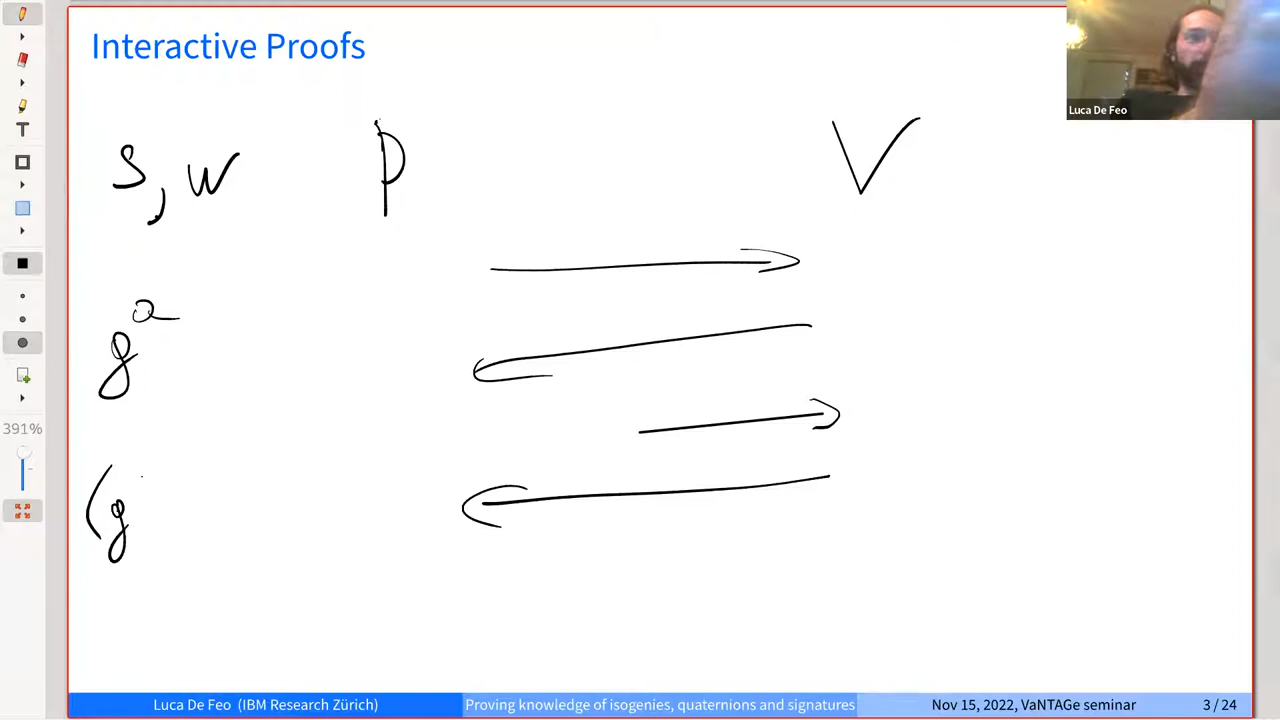 Interactive Proofs
Luca De Feo
s, w P V
g^a
(g
T
391%
Luca De Feo (IBM Research Zürich) Proving knowledge of isogenies, quaternions and signatures Nov 15, 2022, VaNTAGe seminar 3 / 24